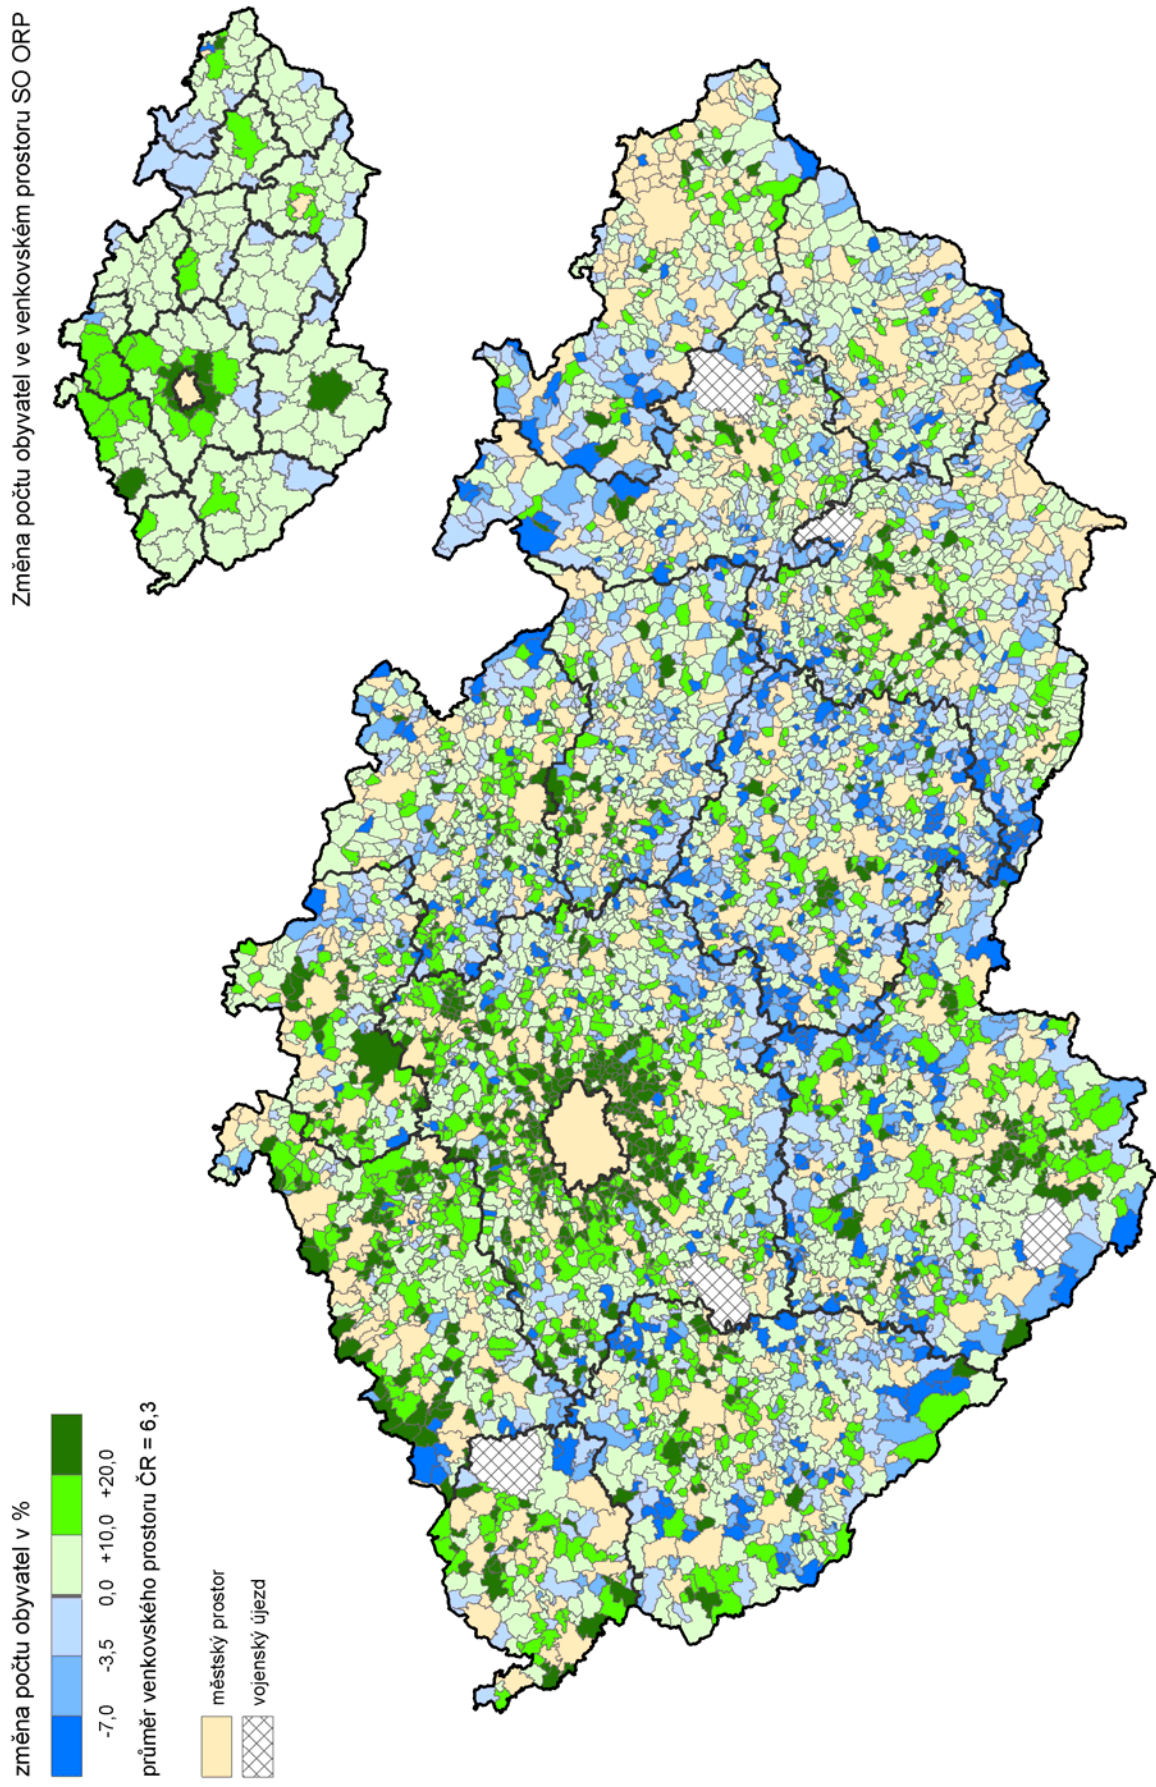 Změna počtu obyvatel ve venkovském prostoru SO ORP
změna počtu obyvatel v %
-7,0 -3,5 0,0 +10,0 +20,0
průměr venkovského prostoru ČR = 6,3
městský prostor
vojenský újezd